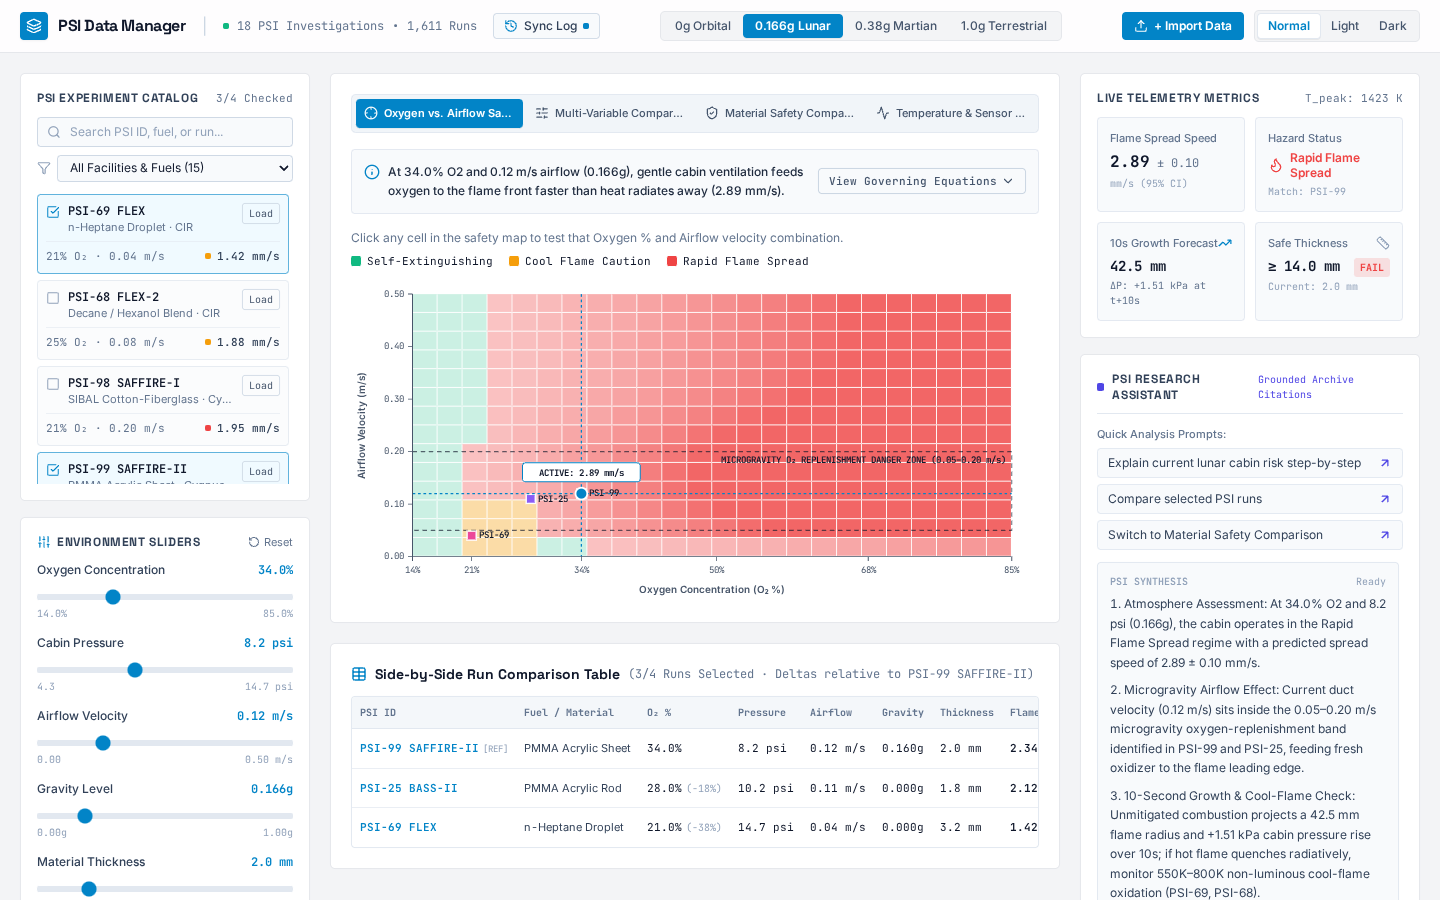 PSI Data Manager
18 PSI Investigations • 1,611 Runs
Sync Log
0g Orbital
0.166g Lunar
0.38g Martian
1.0g Terrestrial
+ Import Data
Normal
Light
Dark
PSI EXPERIMENT CATALOG
3/4 Checked
Search PSI ID, fuel, or run...
All Facilities & Fuels (15)
PSI-69 FLEX
Load
n-Heptane Droplet · CIR
21% O₂ · 0.04 m/s
1.42 mm/s
PSI-68 FLEX-2
Load
Decane / Hexanol Blend · CIR
25% O₂ · 0.08 m/s
1.88 mm/s
PSI-98 SAFFIRE-I
Load
SIBAL Cotton-Fiberglass · Cy...
21% O₂ · 0.20 m/s
1.95 mm/s
PSI-99 SAFFIRE-II
Load
PMMA Acrylic Sheet · Cygnus
ENVIRONMENT SLIDERS
Reset
Oxygen Concentration
34.0%
14.0%
85.0%
Cabin Pressure
8.2 psi
4.3
14.7 psi
Airflow Velocity
0.12 m/s
0.00
0.50 m/s
Gravity Level
0.166g
0.00g
1.00g
Material Thickness
2.0 mm
Oxygen vs. Airflow Sa...
Multi-Variable Compar...
Material Safety Compa...
Temperature & Sensor ...
At 34.0% O2 and 0.12 m/s airflow (0.166g), gentle cabin ventilation feeds
oxygen to the flame front faster than heat radiates away (2.89 mm/s).
View Governing Equations
Click any cell in the safety map to test that Oxygen % and Airflow velocity combination.
Self-Extinguishing
Cool Flame Caution
Rapid Flame Spread
Airflow Velocity (m/s)
0.50
0.40
0.30
0.20
0.10
0.00
MICROGRAVITY O₂ REPLENISHMENT DANGER ZONE (0.05–0.20 m/s)
ACTIVE: 2.89 mm/s
PSI-99
PSI-25
PSI-69
14%
21%
34%
50%
68%
85%
Oxygen Concentration (O₂ %)
Side-by-Side Run Comparison Table
(3/4 Runs Selected · Deltas relative to PSI-99 SAFFIRE-II)
PSI ID
Fuel / Material
O₂ %
Pressure
Airflow
Gravity
Thickness
Flame
PSI-99 SAFFIRE-II [REF]
PMMA Acrylic Sheet
34.0%
8.2 psi
0.12 m/s
0.160g
2.0 mm
2.34
PSI-25 BASS-II
PMMA Acrylic Rod
28.0% (-18%)
10.2 psi
0.11 m/s
0.000g
1.8 mm
2.12
PSI-69 FLEX
n-Heptane Droplet
21.0% (-38%)
14.7 psi
0.04 m/s
0.000g
3.2 mm
1.42
LIVE TELEMETRY METRICS
T_peak: 1423 K
Flame Spread Speed
2.89 ± 0.10
mm/s (95% CI)
Hazard Status
Rapid Flame
Spread
Match: PSI-99
10s Growth Forecast
42.5 mm
ΔP: +1.51 kPa at
t+10s
Safe Thickness
≥ 14.0 mm
FAIL
Current: 2.0 mm
PSI RESEARCH
ASSISTANT
Grounded Archive
Citations
Quick Analysis Prompts:
Explain current lunar cabin risk step-by-step
Compare selected PSI runs
Switch to Material Safety Comparison
PSI SYNTHESIS
Ready
1. Atmosphere Assessment: At 34.0% O2 and 8.2
psi (0.166g), the cabin operates in the Rapid
Flame Spread regime with a predicted spread
speed of 2.89 ± 0.10 mm/s.
2. Microgravity Airflow Effect: Current duct
velocity (0.12 m/s) sits inside the 0.05–0.20 m/s
microgravity oxygen-replenishment band
identified in PSI-99 and PSI-25, feeding fresh
oxidizer to the flame leading edge.
3. 10-Second Growth & Cool-Flame Check:
Unmitigated combustion projects a 42.5 mm
flame radius and +1.51 kPa cabin pressure rise
over 10s; if hot flame quenches radiatively,
monitor 550K–800K non-luminous cool-flame
oxidation (PSI-69, PSI-68).